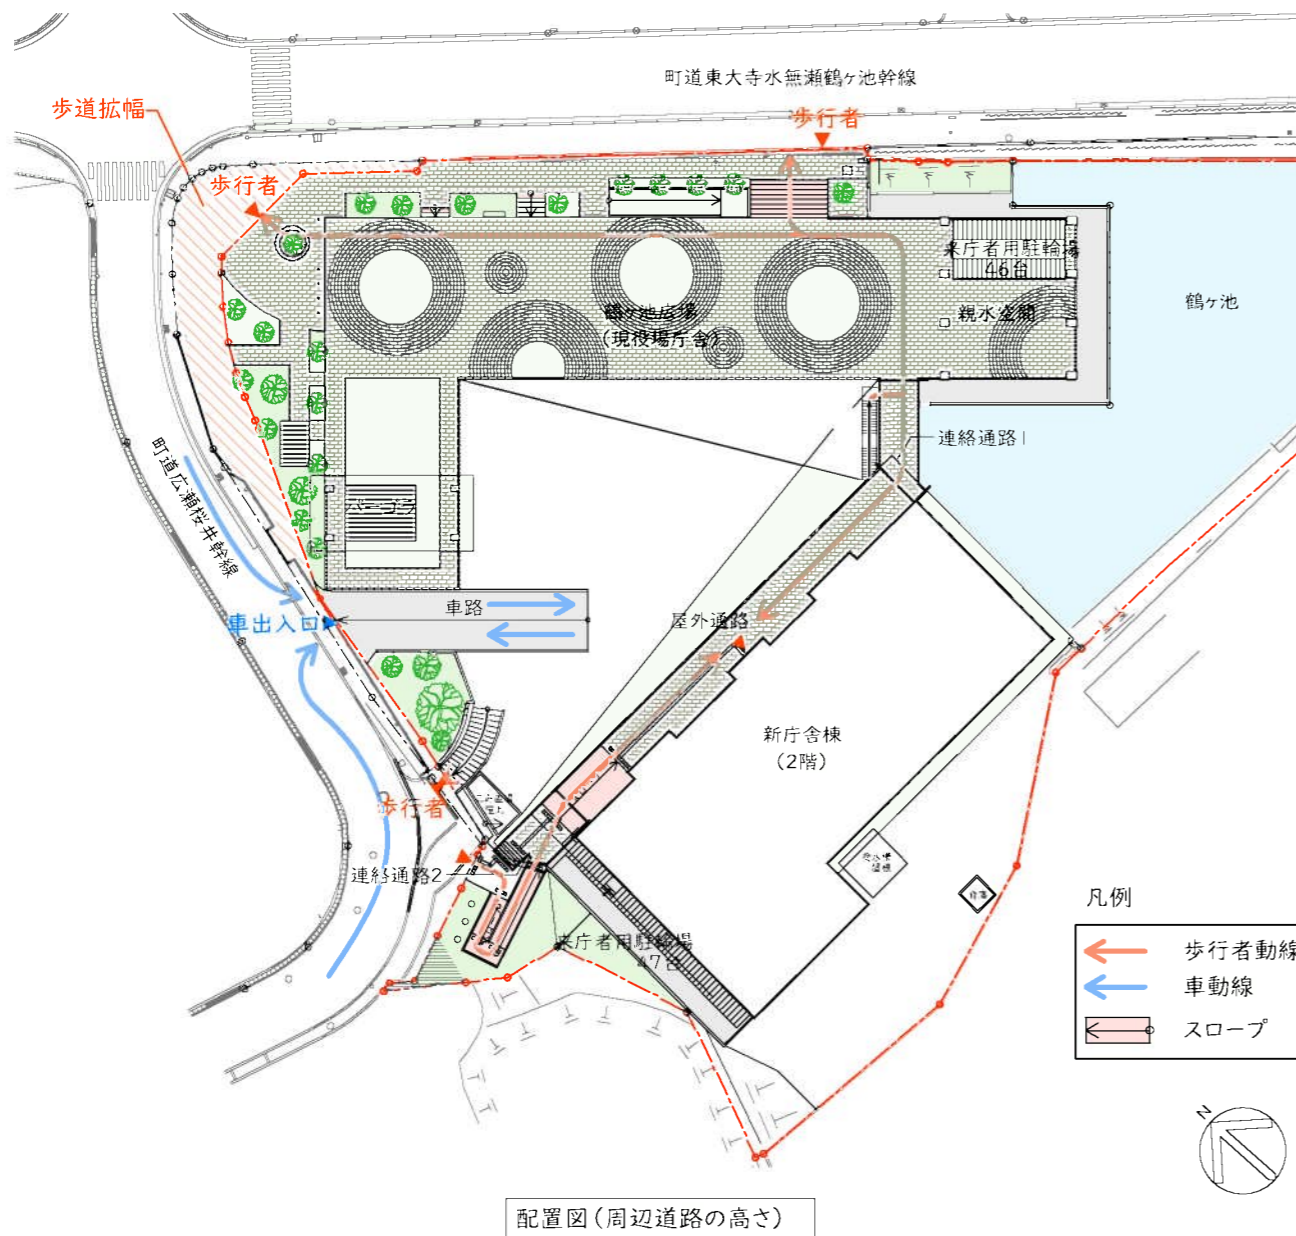 町道東大寺水無瀬鶴ヶ池幹線
歩道拡幅
歩行者
歩行者
来庁者用駐輪場
46台
鶴ヶ池
鶴ヶ池広場
(現役場庁舎)
親水空間
連絡通路1
町道広瀬桜井幹線
パーゴラ
車路
車出入口
屋外通路
新庁舎棟
(2階)
歩行者
連絡通路2
来庁者用駐輪場
47台
凡例
歩行者動線
車動線
スロープ
N
配置図(周辺道路の高さ)